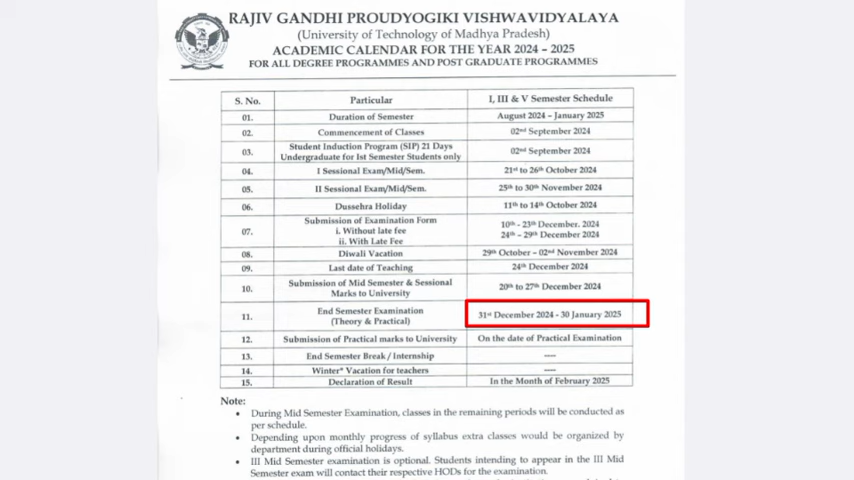 RAJIV GANDHI PROUDYOGIKI VISHWAVIDYALAYA
(University of Technology of Madhya Pradesh)
ACADEMIC CALENDAR FOR THE YEAR 2024 – 2025
FOR ALL DEGREE PROGRAMMES AND POST GRADUATE PROGRAMMES
S. No. Particular I, III & V Semester Schedule
01. Duration of Semester August 2024 – January 2025
02. Commencement of Classes 02nd September 2024
03. Student Induction Program (SIP) 21 Days
Undergraduate for Ist Semester Students only 02nd September 2024
04. I Sessional Exam/Mid/Sem. 21st to 26th October 2024
05. II Sessional Exam/Mid/Sem. 25th to 30th November 2024
06. Dussehra Holiday 11th to 14th October 2024
07. Submission of Examination Form
i. Without late fee 10th - 23th December. 2024
ii. With Late Fee 24th - 29th December 2024
08. Diwali Vacation 29th October – 02nd November 2024
09. Last date of Teaching 24th December 2024
10. Submission of Mid Semester & Sessional
Marks to University 20th to 27th December 2024
11. End Semester Examination
(Theory & Practical) 31st December 2024 - 30 January 2025
12. Submission of Practical marks to University On the date of Practical Examination
13. End Semester Break / Internship ----
14. Winter* Vacation for teachers ----
15. Declaration of Result In the Month of February 2025
Note:
• During Mid Semester Examination, classes in the remaining periods will be conducted as
per schedule.
• Depending upon monthly progress of syllabus extra classes would be organized by
department during official holidays.
• III Mid Semester examination is optional. Students intending to appear in the III Mid
Semester exam will contact their respective HODs for the examination.